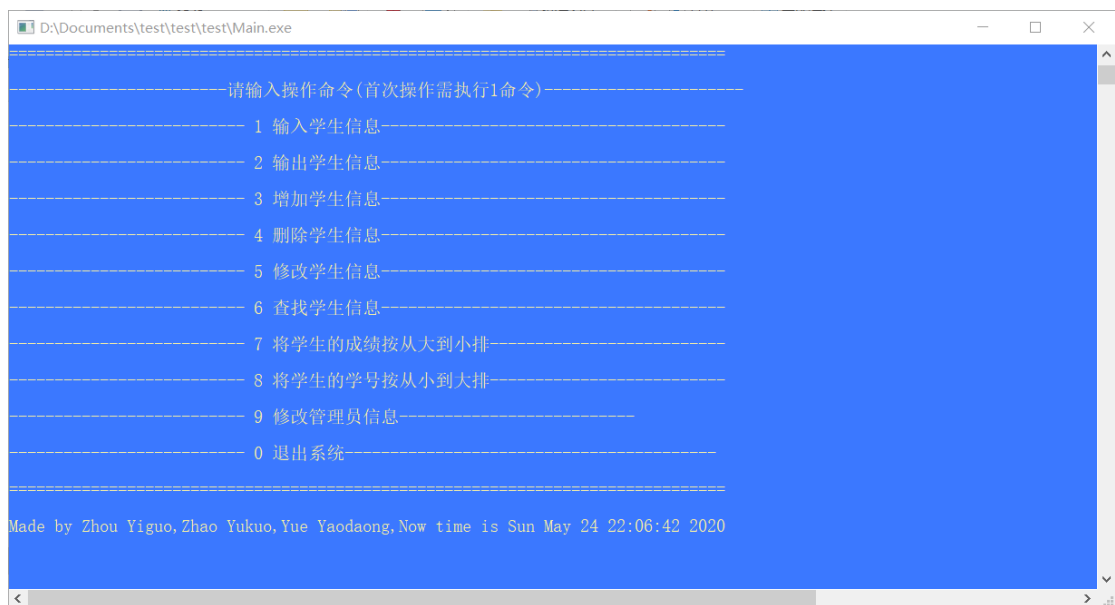 D:\Documents\test\test\test\Main.exe
===============================================================================
------------------------请输入操作命令(首次操作需执行1命令)----------------------
-------------------------- 1 输入学生信息--------------------------------------
-------------------------- 2 输出学生信息--------------------------------------
-------------------------- 3 增加学生信息--------------------------------------
-------------------------- 4 删除学生信息--------------------------------------
-------------------------- 5 修改学生信息--------------------------------------
-------------------------- 6 查找学生信息--------------------------------------
-------------------------- 7 将学生的成绩按从大到小排--------------------------
-------------------------- 8 将学生的学号按从小到大排--------------------------
-------------------------- 9 修改管理员信息--------------------------
-------------------------- 0 退出系统-----------------------------------------
===============================================================================
Made by Zhou Yiguo,Zhao Yukuo,Yue Yaodaong,Now time is Sun May 24 22:06:42 2020